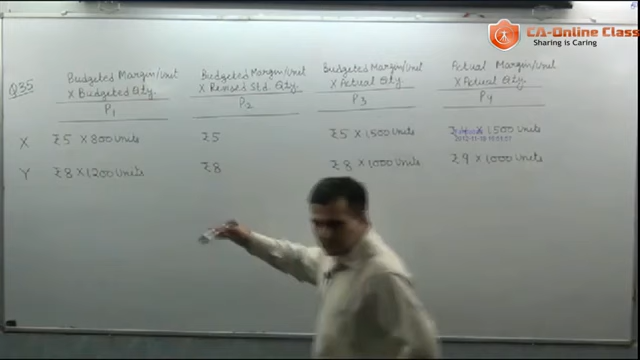 CA-Online Class
Sharing is Caring
Q35
Budgeted Margin/Unit
X Budgeted Qty.
P1
Budgeted Margin/Unit
X Revised Std. Qty.
P2
Budgeted Margin/Unit
X Actual Qty
P3
Actual Margin/Unit
X Actual Qty.
P4
X ₹5 X 800 Units ₹5 ₹5 X 1500 Units X 1500 Units
Y ₹8 X 1200 Units ₹8 ₹8 X 1000 Units ₹9 X 1000 Units